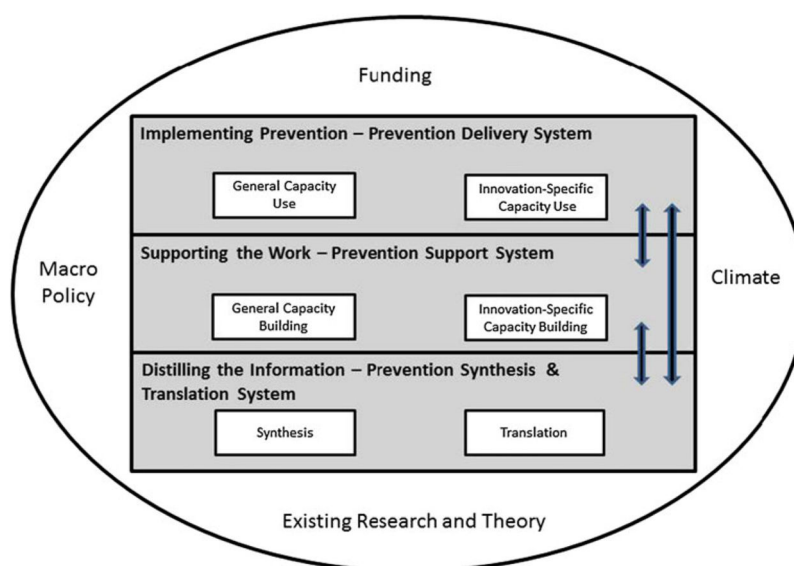 Funding
Implementing Prevention – Prevention Delivery System
General Capacity
Use
Innovation-Specific
Capacity Use
Macro
Policy
Supporting the Work – Prevention Support System
Climate
General Capacity
Building
Innovation-Specific
Capacity Building
Distilling the Information – Prevention Synthesis &
Translation System
Synthesis
Translation
Existing Research and Theory